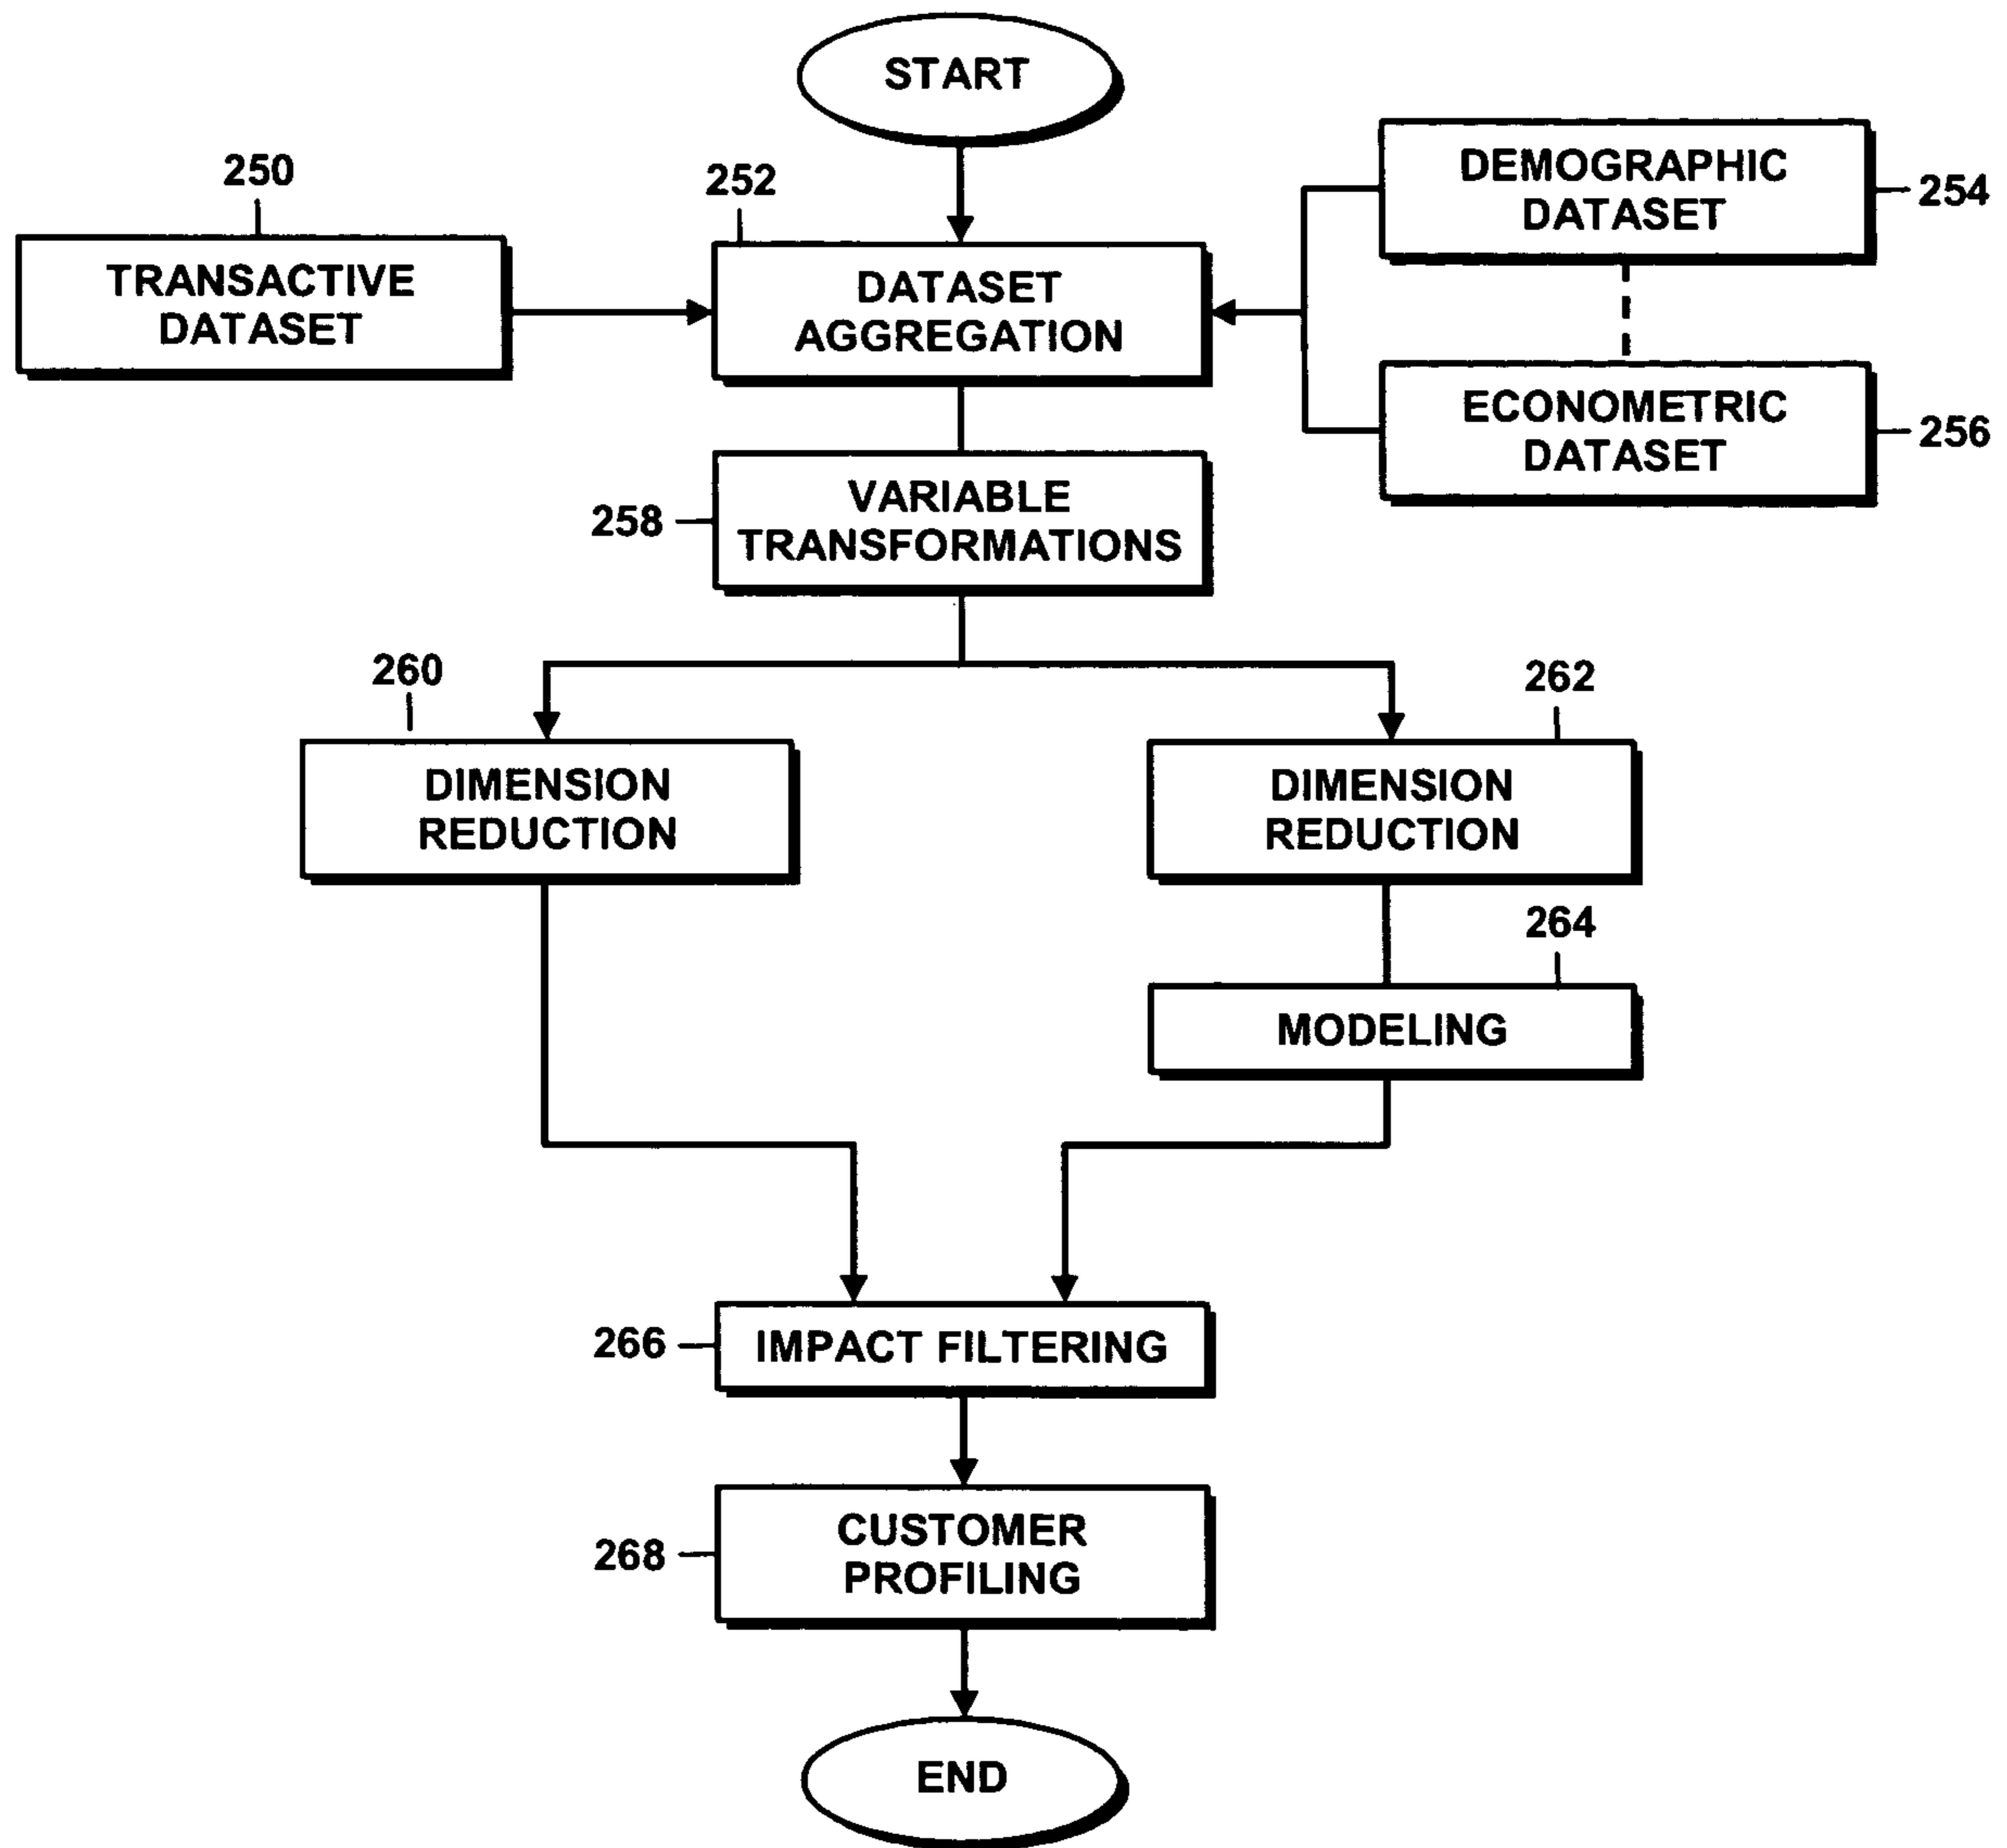 START
250
252
DEMOGRAPHIC
DATASET
254
TRANSACTIVE
DATASET
DATASET
AGGREGATION
ECONOMETRIC
DATASET
256
258
VARIABLE
TRANSFORMATIONS
260
262
DIMENSION
REDUCTION
DIMENSION
REDUCTION
264
MODELING
266
IMPACT FILTERING
268
CUSTOMER
PROFILING
END